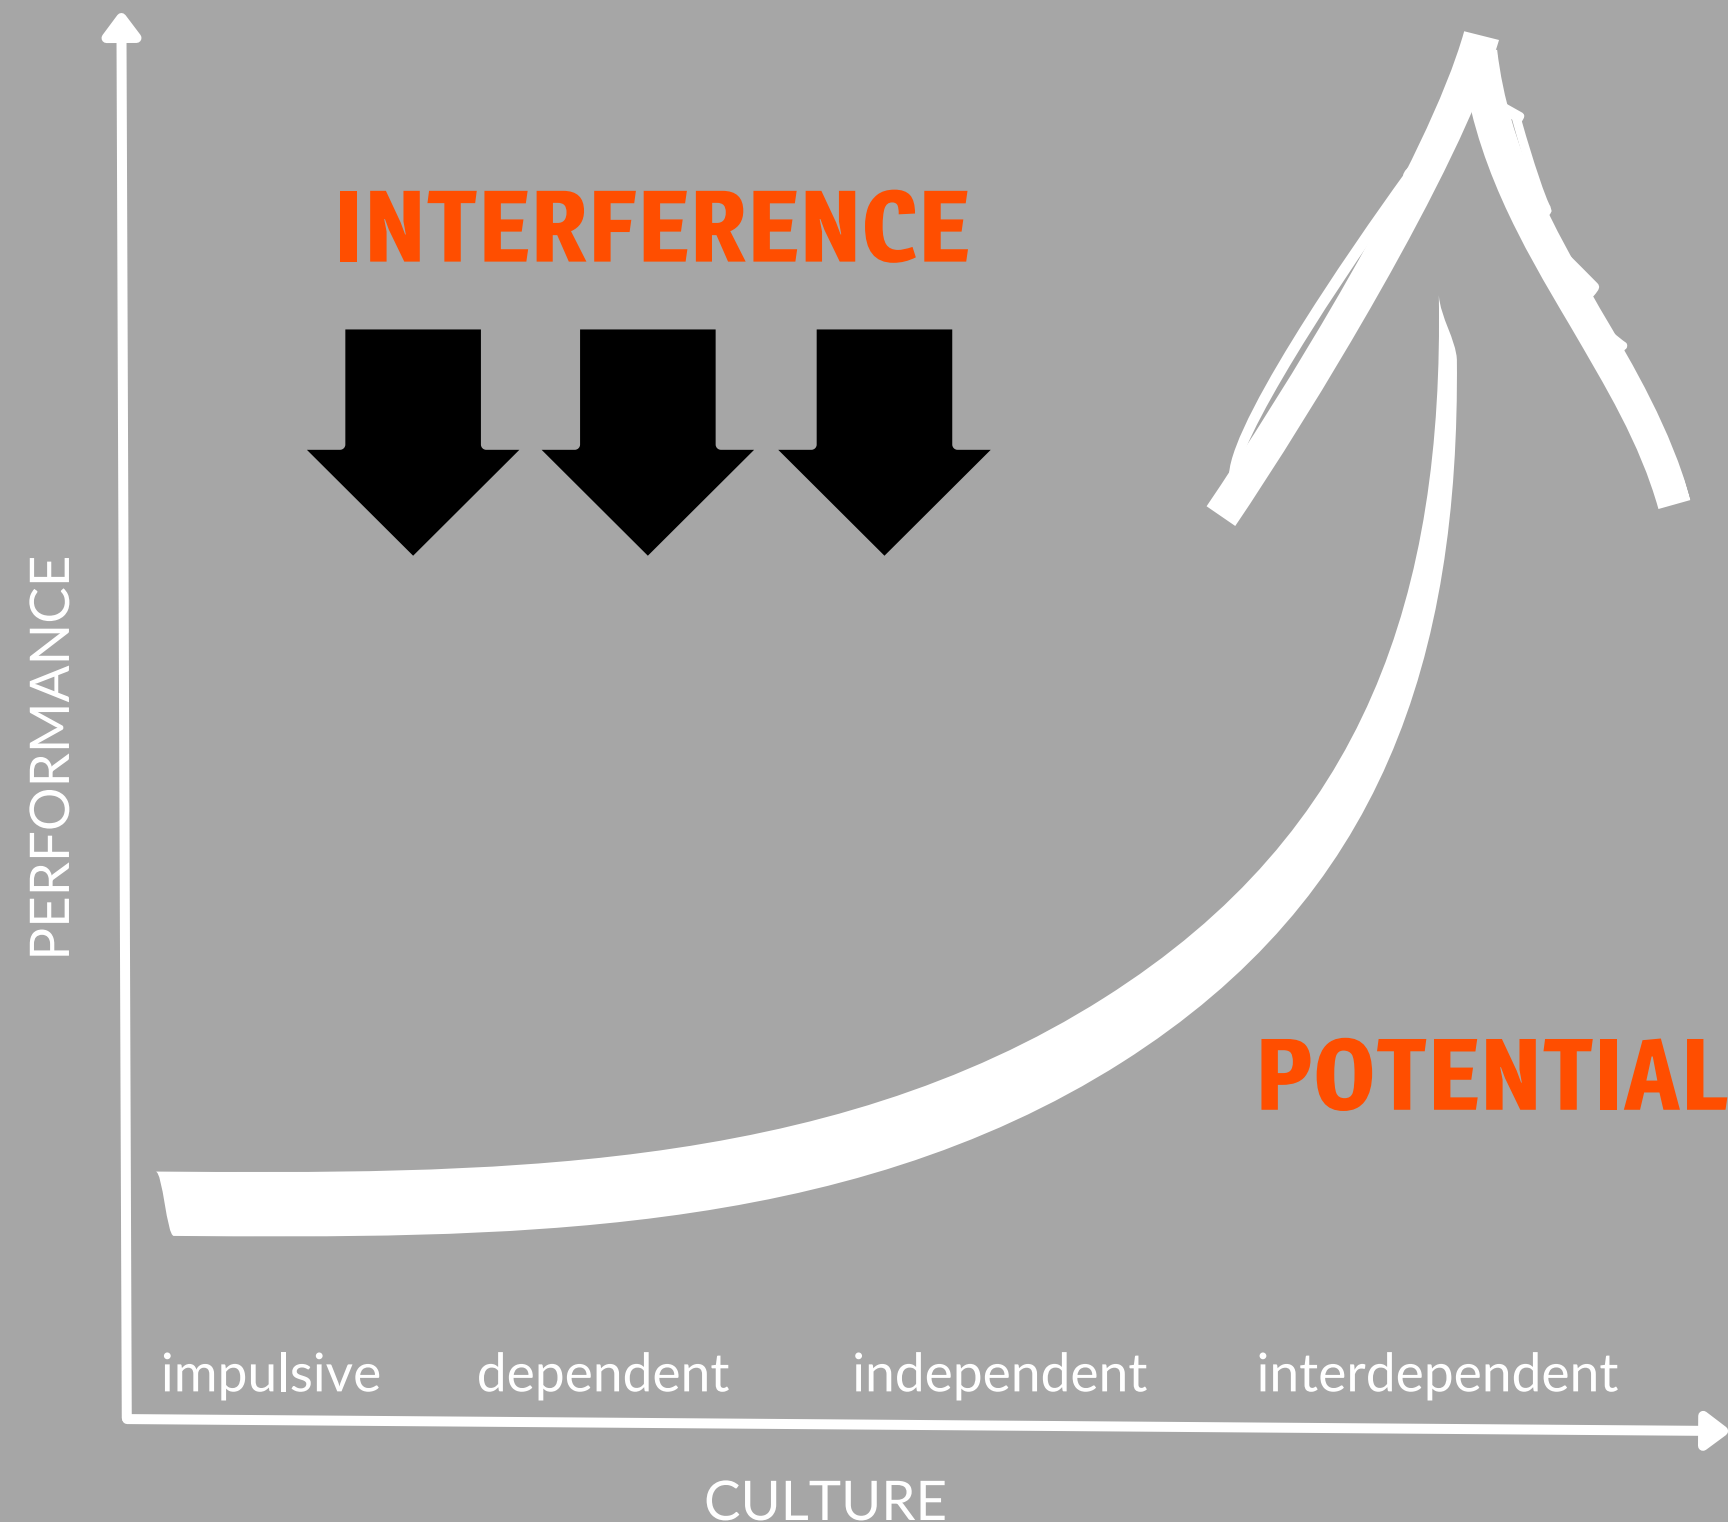 INTERFERENCE
PERFORMANCE
POTENTIAL
impulsive dependent independent interdependent
CULTURE